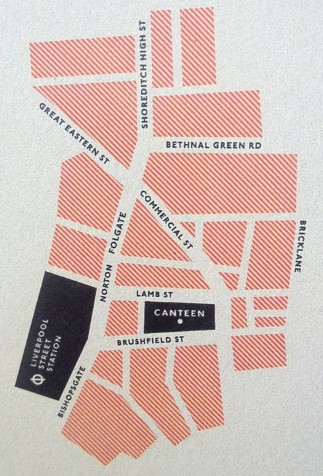 SHOREDITCH HIGH ST
GREAT EASTERN ST
BETHNAL GREEN RD
COMMERCIAL ST
BRICKLANE
NORTON FOLGATE
LAMB ST
CANTEEN
BRUSHFIELD ST
LIVERPOOL
STREET
STATION
BISHOPSGATE